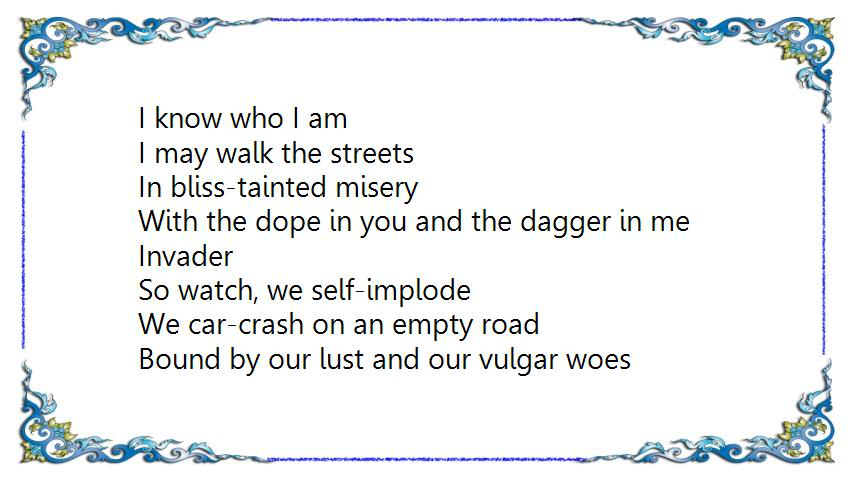 I know who I am
I may walk the streets
In bliss-tainted misery
With the dope in you and the dagger in me
Invader
So watch, we self-implode
We car-crash on an empty road
Bound by our lust and our vulgar woes